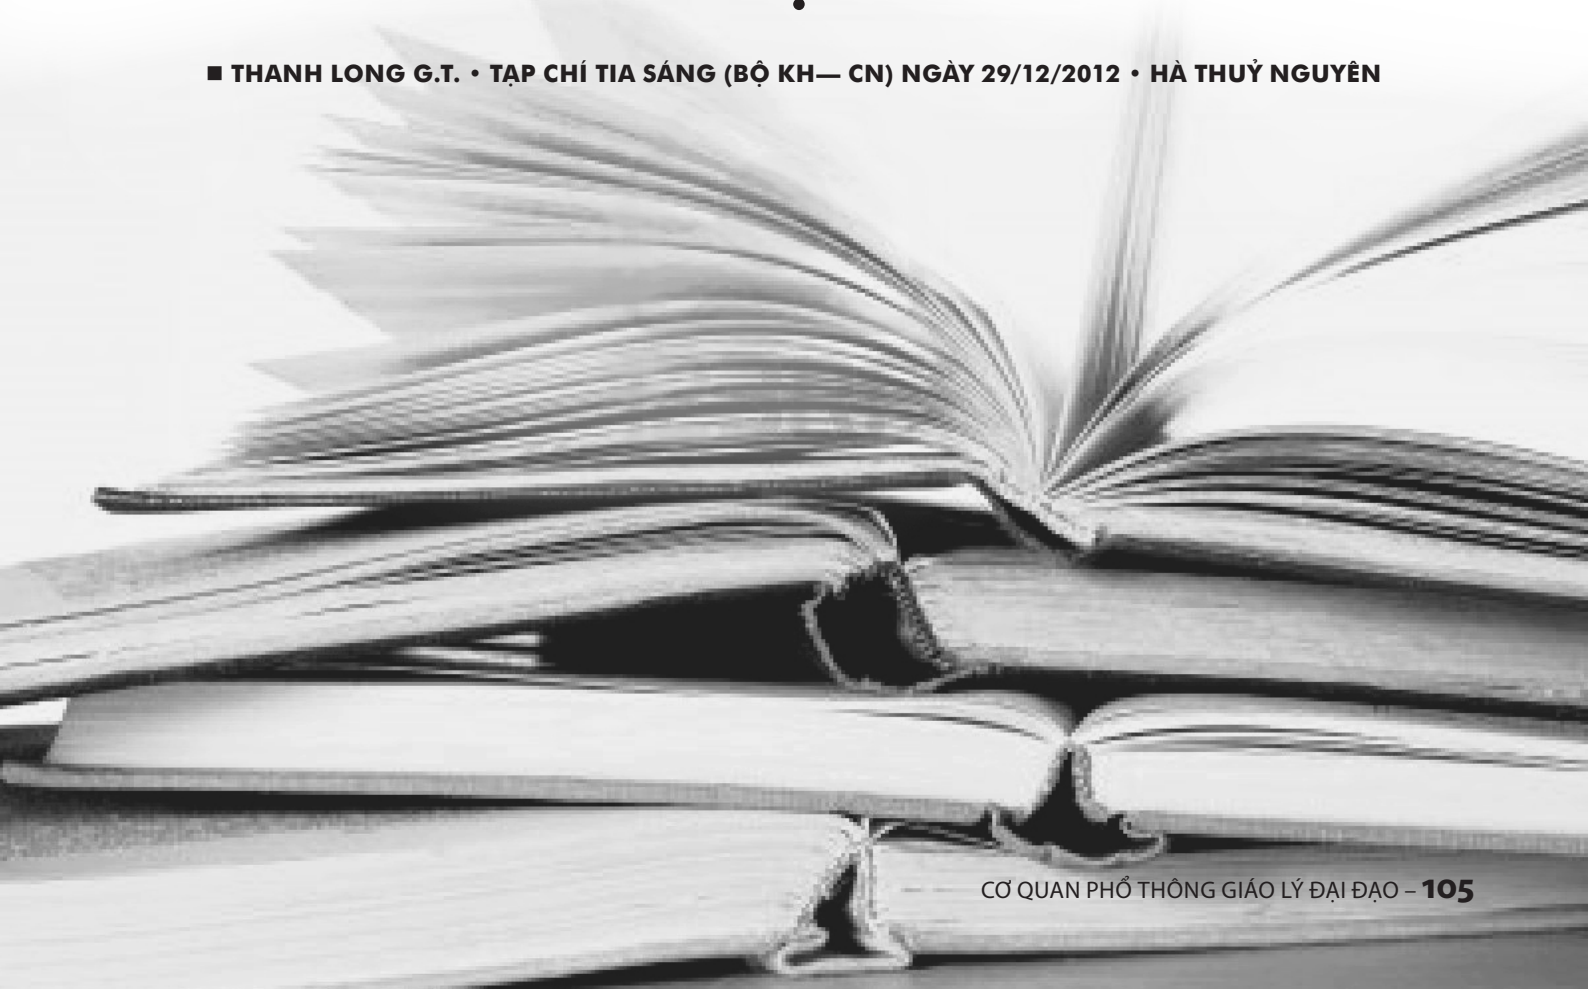 ■ THANH LONG G.T. • TẠP CHÍ TIA SÁNG (BỘ KH— CN) NGÀY 29/12/2012 • HÀ THUỶ NGUYÊN
CƠ QUAN PHỔ THÔNG GIÁO LÝ ĐẠI ĐẠO – 105